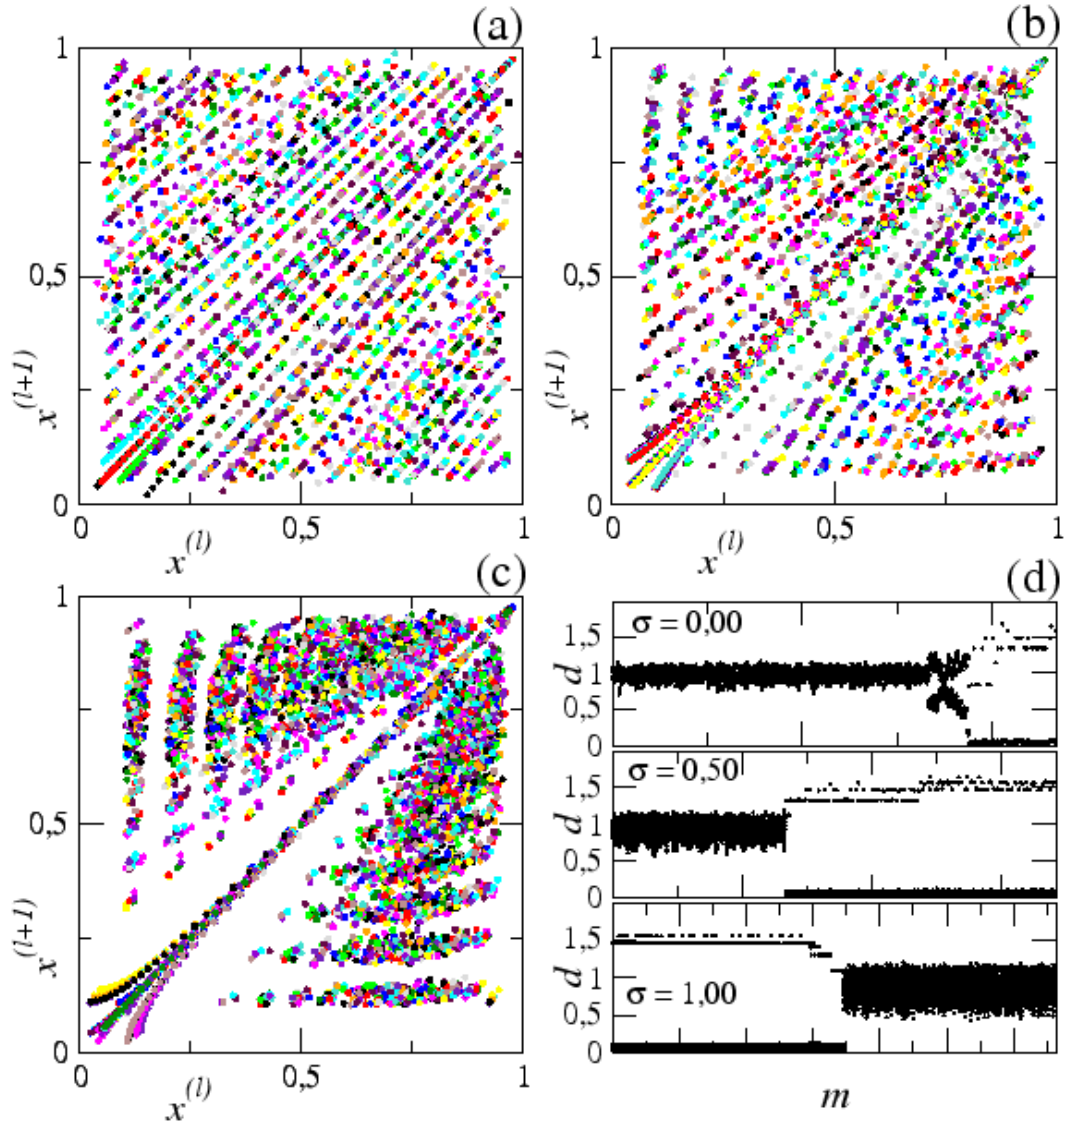 (a)
1
0,5
0
x^(l+1)
0 0,5 1
x^(l)
(b)
1
0,5
0
x^(l+1)
0 0,5 1
x^(l)
(c)
1
0,5
0
x^(l+1)
0 0,5 1
x^(l)
(d)
σ = 0,00
1,5
1
0,5
0
d
σ = 0,50
1,5
1
0,5
0
d
σ = 1,00
1,5
1
0,5
0
d
m